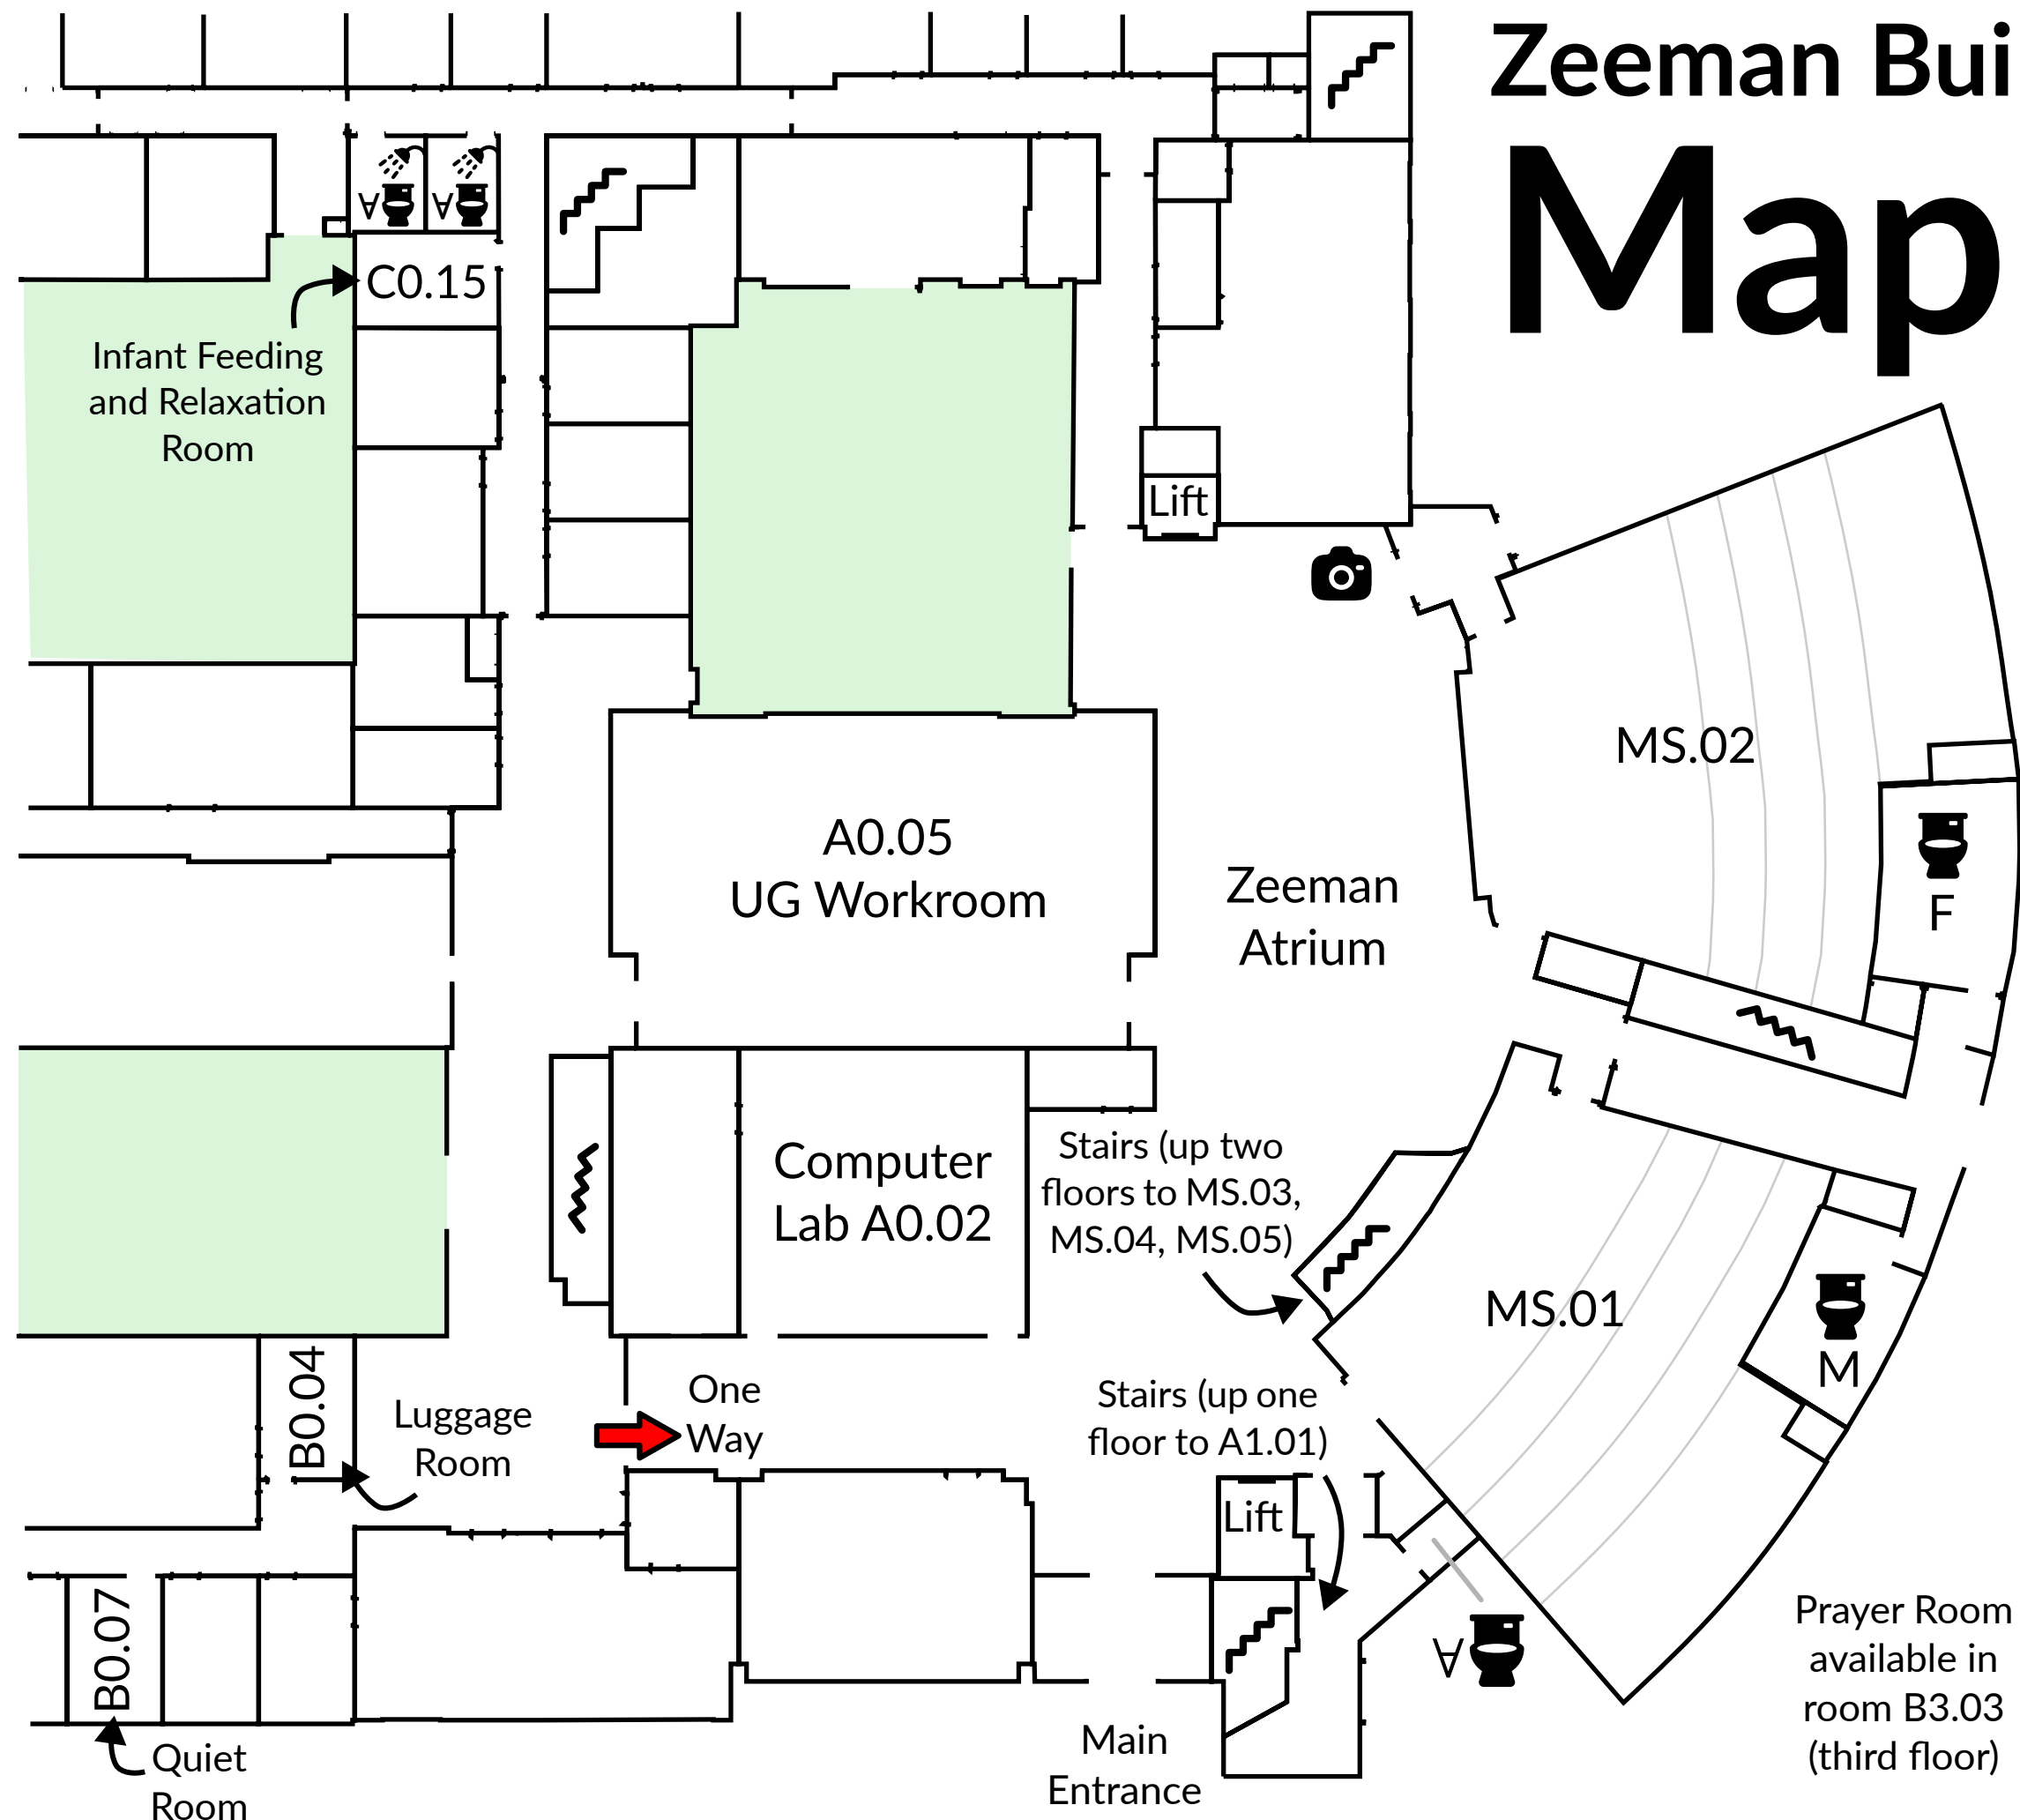 Zeeman Bui
Map
∀
∀
C0.15
Infant Feeding
and Relaxation
Room
Lift
MS.02
A0.05
UG Workroom
Zeeman
Atrium
F
Computer
Lab A0.02
Stairs (up two
floors to MS.03,
MS.04, MS.05)
MS.01
M
B0.04
Luggage
Room
One
Way
Stairs (up one
floor to A1.01)
Lift
∀
B0.07
Quiet
Room
Main
Entrance
Prayer Room
available in
room B3.03
(third floor)